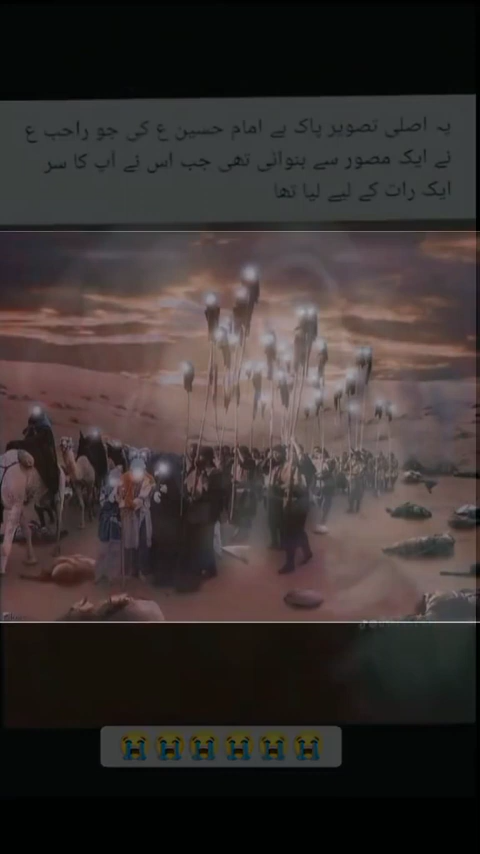 یہ اصلی تصویر پاک ہے امام حسین ع کی جو راحب ع
نے ایک مصور سے بنوائی تھی جب اس نے آپ کا سر
ایک رات کے لیے لیا تھا
😭😭😭😭😭😭